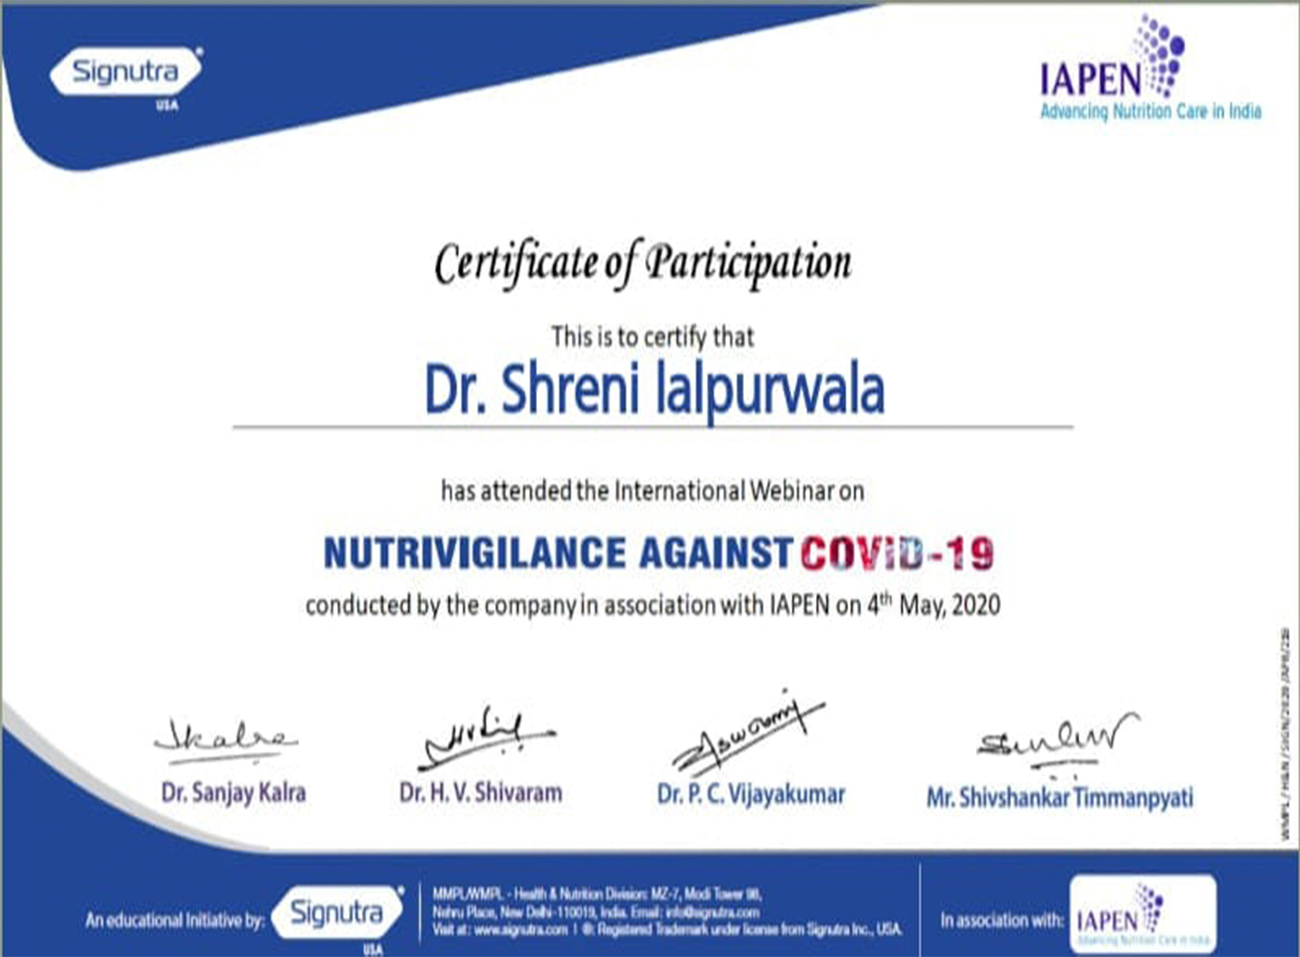 Signutra®
USA
IAPEN
Advancing Nutrition Care in India
Certificate of Participation
This is to certify that
Dr. Shreni lalpurwala
has attended the International Webinar on
NUTRIVIGILANCE AGAINST COVID-19
conducted by the company in association with IAPEN on 4th May, 2020
Dr. Sanjay Kalra
Dr. H. V. Shivaram
Dr. P. C. Vijayakumar
Mr. Shivshankar Timmanpyati
An educational Initiative by:
Signutra®
USA
MMPL/WMPL - Health & Nutrition Division: MZ-7, Modi Tower 98,
Nehru Place, New Delhi-110019, India. Email: info@signutra.com
Visit at: www.signutra.com | ®: Registered Trademark under license from Signutra Inc., USA.
In association with:
IAPEN
Advancing Nutrition Care in India